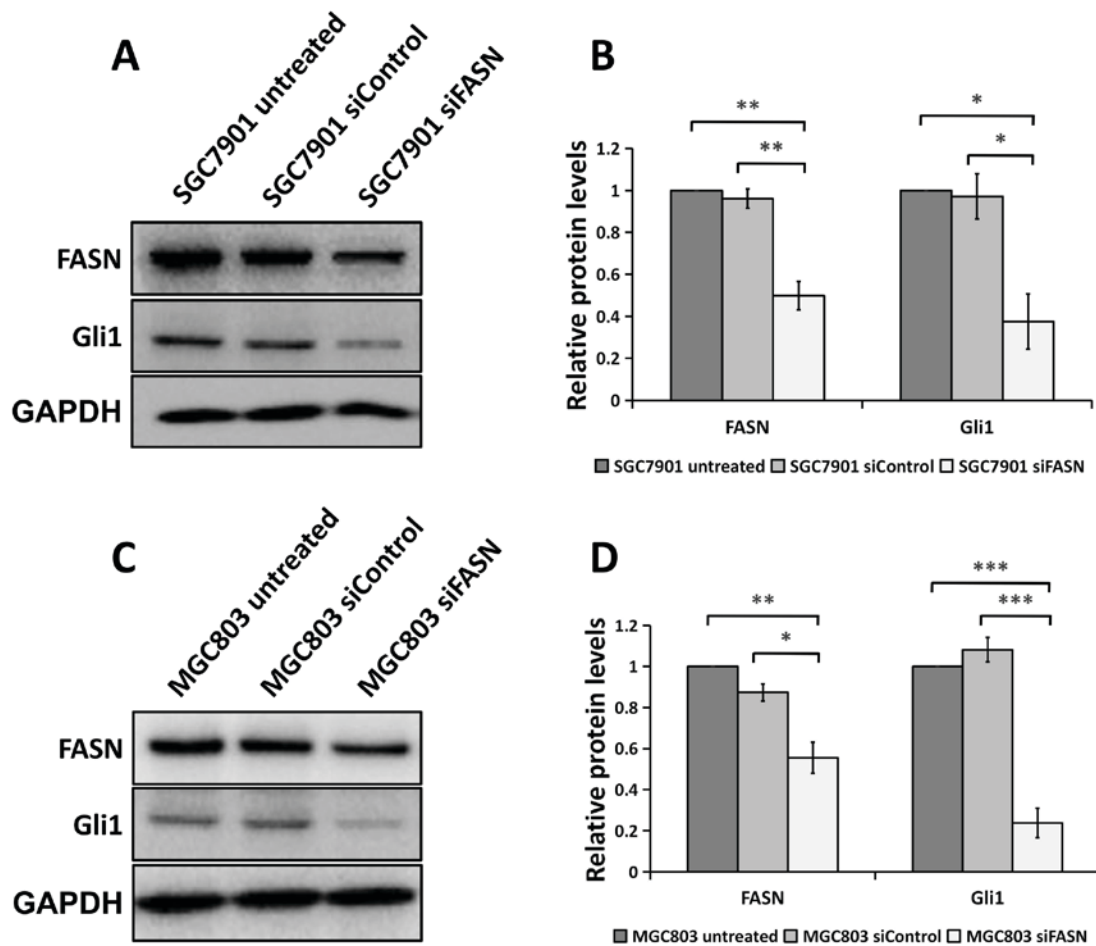 A
SGC7901 untreated
SGC7901 siControl
SGC7901 siFASN
FASN
Gli1
GAPDH
B
Relative protein levels
1.2
1
0.8
0.6
0.4
0.2
0
**
**
*
*
FASN
Gli1
SGC7901 untreated SGC7901 siControl SGC7901 siFASN
C
MGC803 untreated
MGC803 siControl
MGC803 siFASN
FASN
Gli1
GAPDH
D
Relative protein levels
1.2
1
0.8
0.6
0.4
0.2
0
**
*
***
***
FASN
Gli1
MGC803 untreated MGC803 siControl MGC803 siFASN